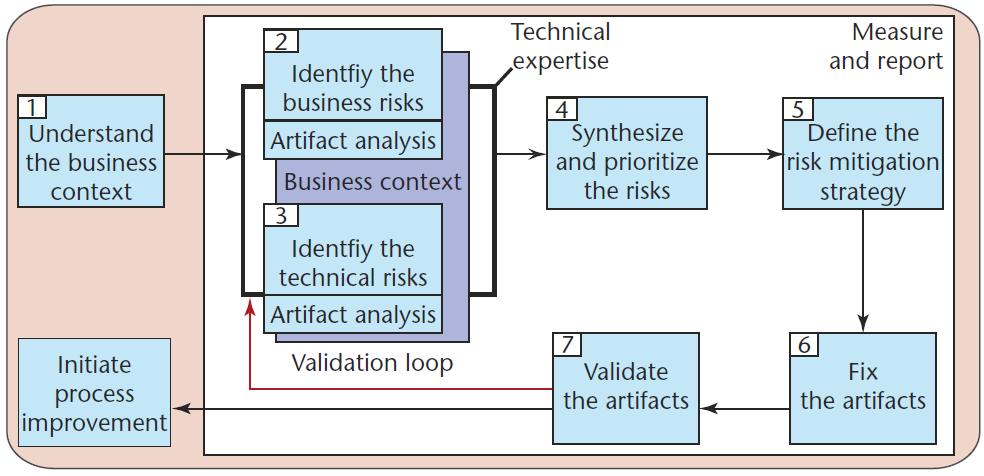 1
Understand
the business
context
2
Identfiy the
business risks
Artifact analysis
Business context
3
Identfiy the
technical risks
Artifact analysis
Validation loop
Technical
expertise
4
Synthesize
and prioritize
the risks
Measure
and report
5
Define the
risk mitigation
strategy
6
Fix
the artifacts
7
Validate
the artifacts
Initiate
process
improvement